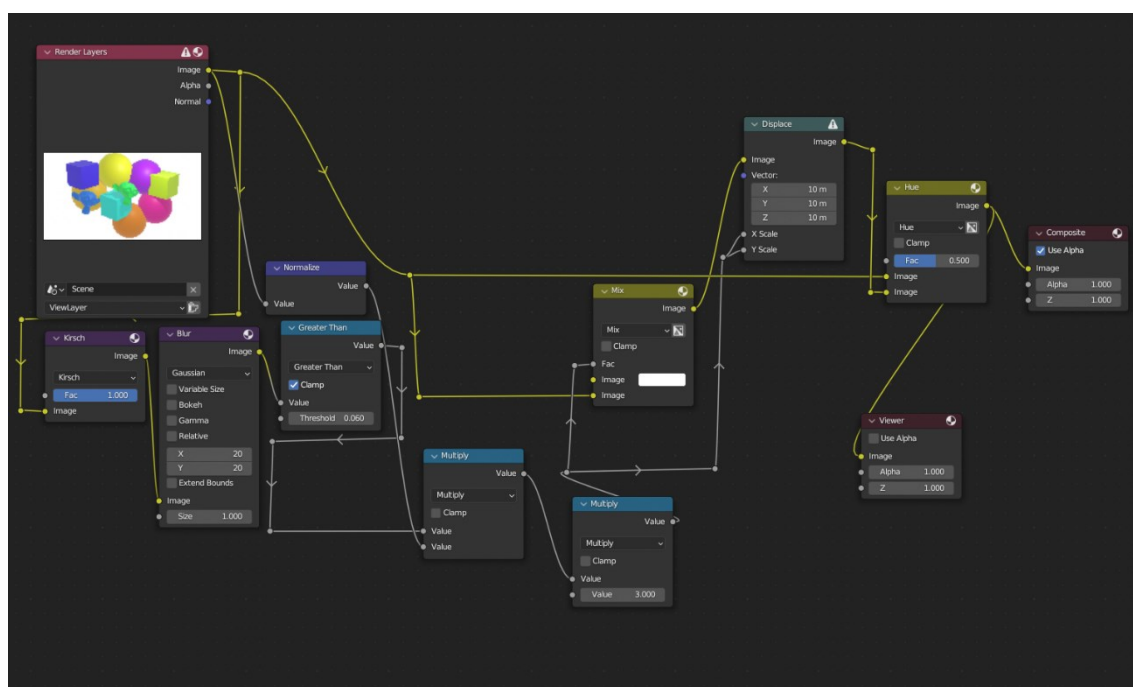 Render Layers
Image
Alpha
Normal
Scene
ViewLayer
Kirsch
Image
Kirsch
Fac 1.000
Image
Blur
Image
Gaussian
Variable Size
Bokeh
Gamma
Relative
X 20
Y 20
Extend Bounds
Image
Size 1.000
Normalize
Value
Value
Greater Than
Value
Greater Than
Clamp
Value
Threshold 0.060
Multiply
Value
Multiply
Clamp
Value
Value
Multiply
Value
Multiply
Clamp
Value
Value 3.000
Mix
Image
Mix
Clamp
Fac
Image
Image
Displace
Image
Image
Vector:
X 10 m
Y 10 m
Z 10 m
X Scale
Y Scale
Hue
Image
Hue
Clamp
Fac 0.500
Image
Image
Composite
Use Alpha
Image
Alpha 1.000
Z 1.000
Viewer
Use Alpha
Image
Alpha 1.000
Z 1.000